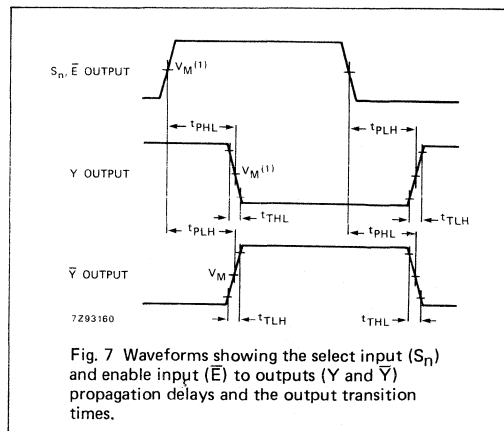 Sn, E̅ OUTPUT
VM(1)
tPHL
tPLH
Y OUTPUT
VM(1)
tTHL
tTLH
tPLH
tPHL
Y̅ OUTPUT
VM
tTLH
tTHL
7Z93160
Fig. 7 Waveforms showing the select input (Sn)
and enable input (E̅) to outputs (Y and Y̅)
propagation delays and the output transition
times.